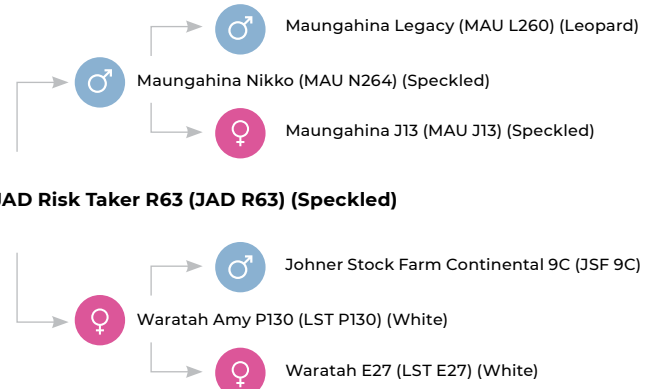 Maungahina Legacy (MAU L260) (Leopard)
Maungahina Nikko (MAU N264) (Speckled)
Maungahina J13 (MAU J13) (Speckled)
JAD Risk Taker R63 (JAD R63) (Speckled)
Johner Stock Farm Continental 9C (JSF 9C)
Waratah Amy P130 (LST P130) (White)
Waratah E27 (LST E27) (White)